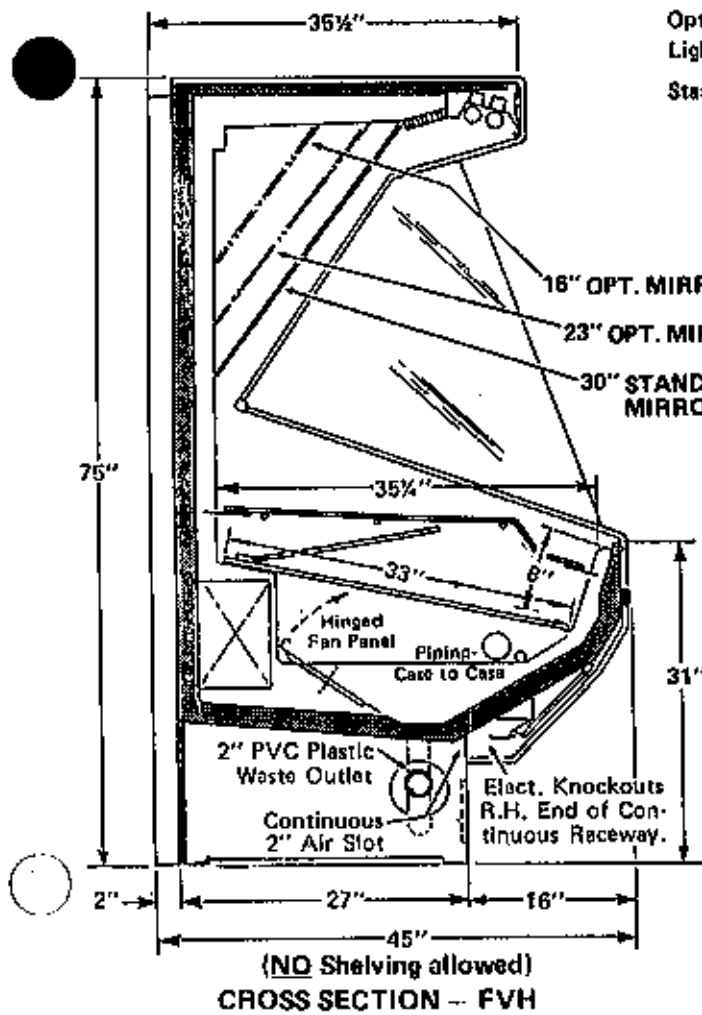 35½"
Opt
Ligh
Sta
16" OPT. MIRR
23" OPT. MIR
30" STAND
MIRRO
75"
35¾"
33"
8"
Hinged
Fan Panel
Piping-
Case to Case
31"
2" PVC Plastic
Waste Outlet
Continuous
2" Air Slot
Elect. Knockouts
R.H. End of Con-
tinuous Raceway.
2"
27"
16"
45"
(NO Shelving allowed)
CROSS SECTION - FVH